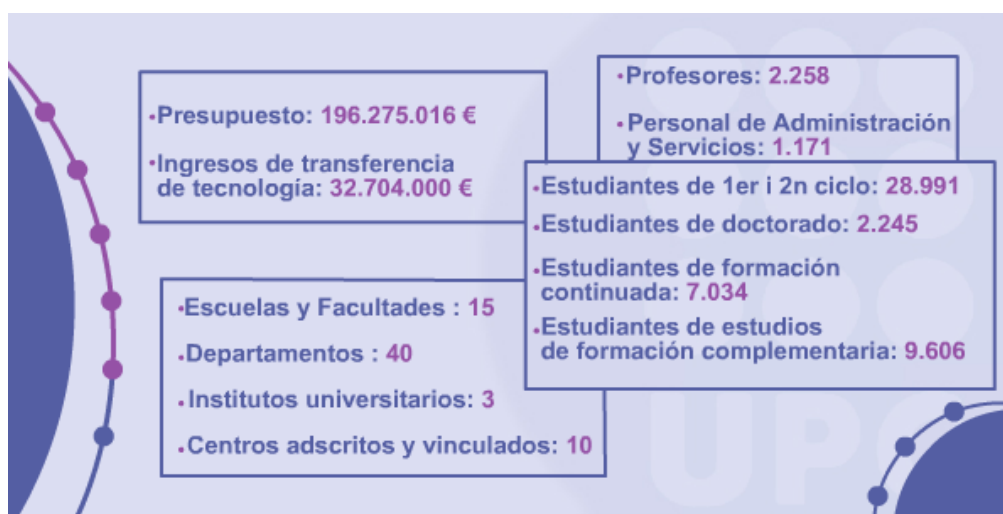 •Presupuesto: 196.275.016 €
•Ingresos de transferencia
de tecnología: 32.704.000 €
•Profesores: 2.258
•Personal de Administración
y Servicios: 1.171
•Estudiantes de 1er i 2n ciclo: 28.991
•Estudiantes de doctorado: 2.245
•Estudiantes de formación
continuada: 7.034
•Estudiantes de estudios
de formación complementaria: 9.606
•Escuelas y Facultades : 15
•Departamentos : 40
•Institutos universitarios: 3
•Centros adscritos y vinculados: 10
UPC